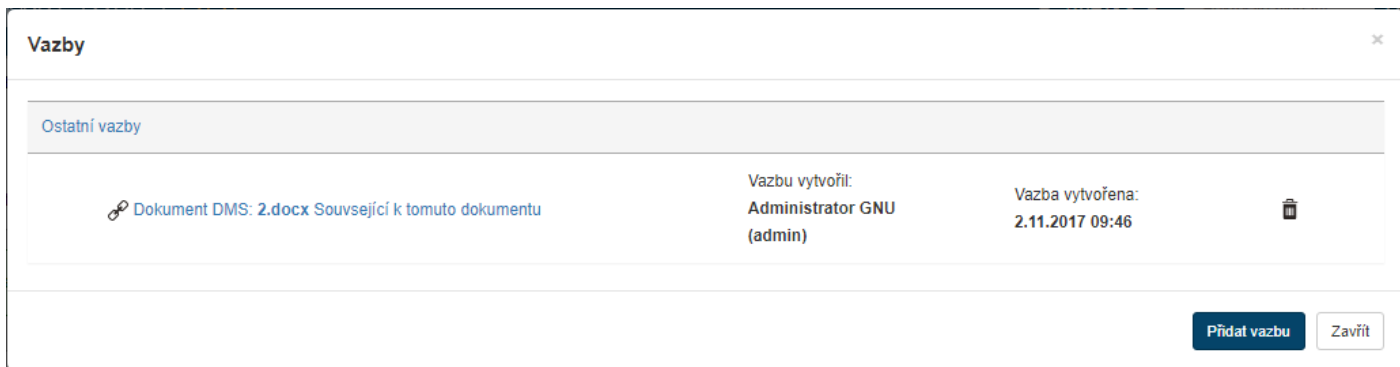 Vazby
×
Ostatní vazby
Dokument DMS: 2.docx Souvsející k tomuto dokumentu
Vazbu vytvořil:
Administrator GNU
(admin)
Vazba vytvořena:
2.11.2017 09:46
Přidat vazbu
Zavřít